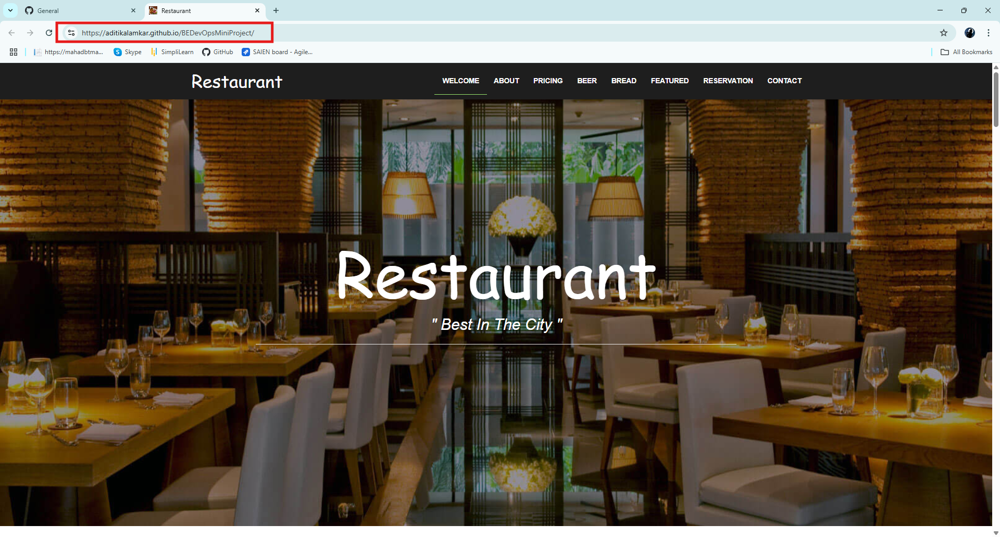 General
Restaurant
https://aditikalamkar.github.io/BEDevOpsMiniProject/
https://mahadbtma...
Skype
SimpliLearn
GitHub
SAIEN board - Agile...
All Bookmarks
Restaurant
WELCOME
ABOUT
PRICING
BEER
BREAD
FEATURED
RESERVATION
CONTACT
Restaurant
" Best In The City "